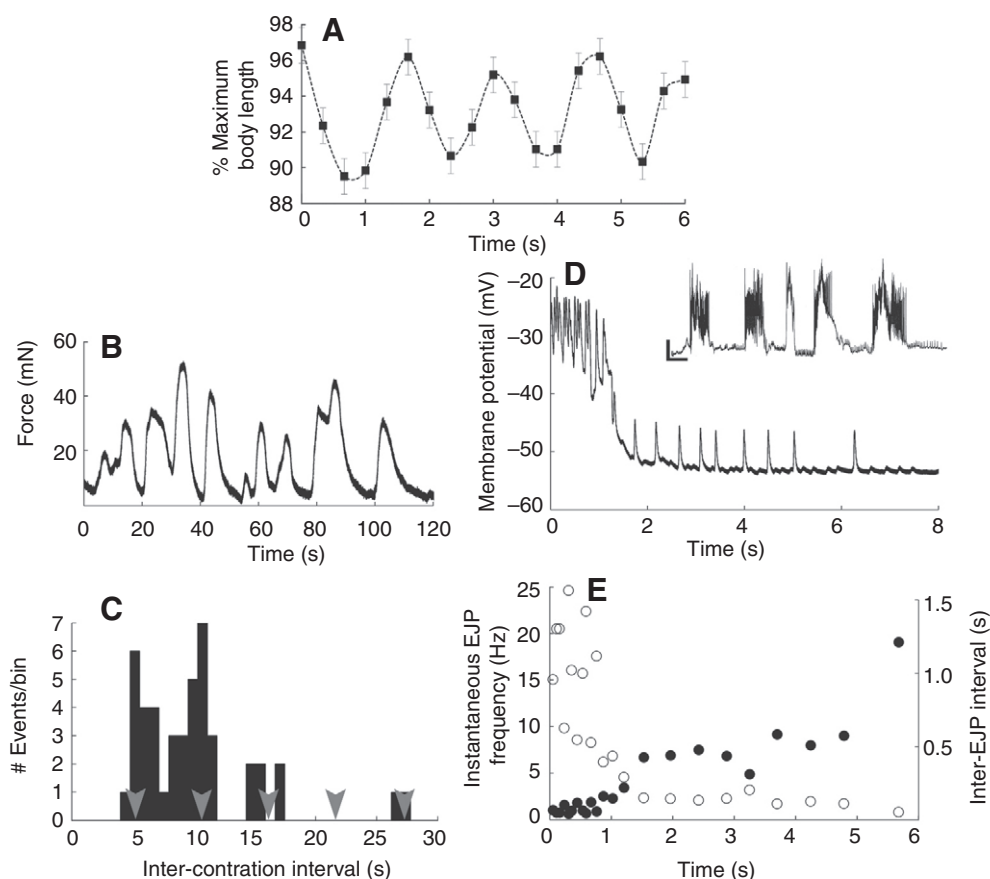 A
% Maximum
body length
98
96
94
92
90
88
0 1 2 3 4 5 6
Time (s)
B
Force (mN)
60
40
20
0 20 40 60 80 100 120
Time (s)
D
Membrane potential (mV)
–20
–30
–40
–50
–60
0 2 4 6 8
Time (s)
C
# Events/bin
7
6
5
4
3
2
1
0
0 5 10 15 20 25 30
Inter-contration interval (s)
E
Instantaneous EJP
frequency (Hz)
25
20
15
10
5
0
1.5
1.0
0.5
Inter-EJP interval (s)
0 1 2 3 4 5 6
Time (s)